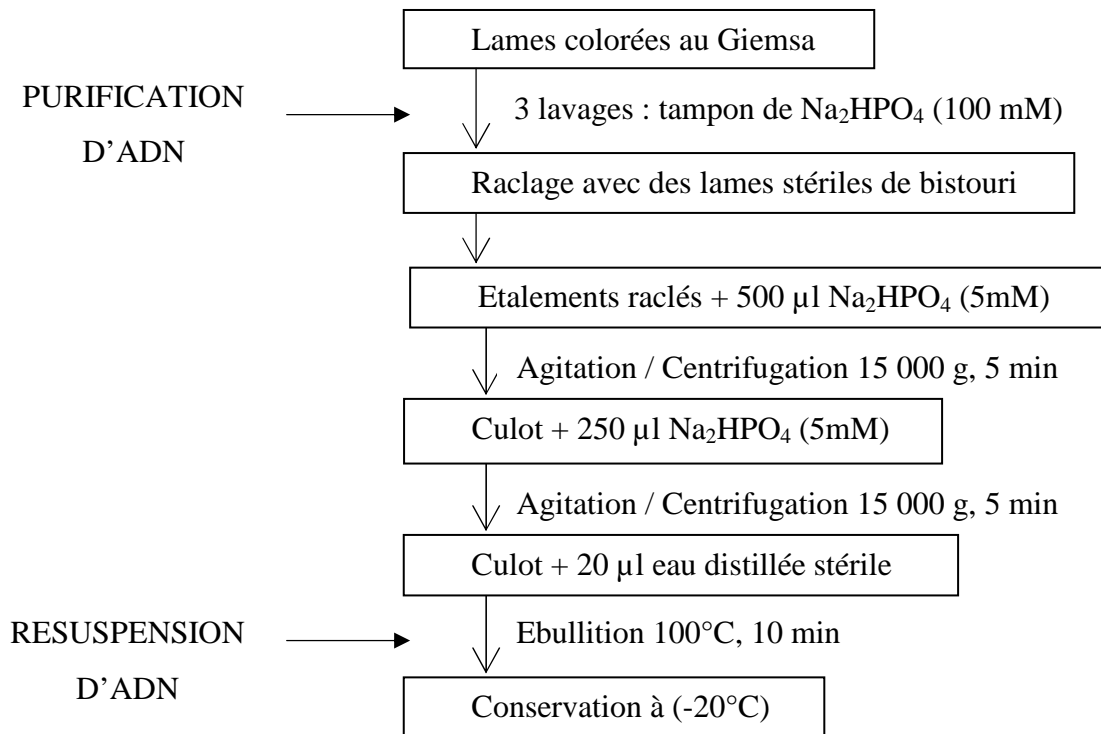 Lames colorées au Giemsa
PURIFICATION
D’ADN
3 lavages : tampon de Na₂HPO₄ (100 mM)
Raclage avec des lames stériles de bistouri
Etalements raclés + 500 µl Na₂HPO₄ (5mM)
Agitation / Centrifugation 15 000 g, 5 min
Culot + 250 µl Na₂HPO₄ (5mM)
Agitation / Centrifugation 15 000 g, 5 min
Culot + 20 µl eau distillée stérile
RESUSPENSION
D’ADN
Ebullition 100°C, 10 min
Conservation à (-20°C)